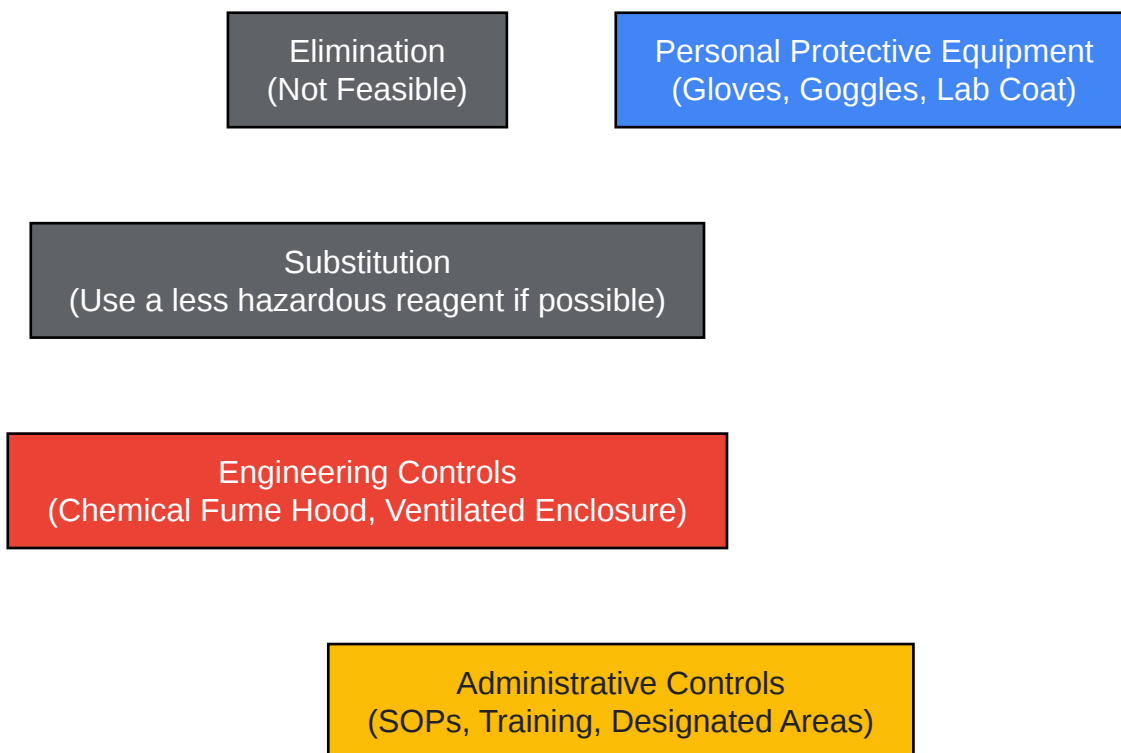 Elimination
(Not Feasible)
Personal Protective Equipment
(Gloves, Goggles, Lab Coat)
Substitution
(Use a less hazardous reagent if possible)
Engineering Controls
(Chemical Fume Hood, Ventilated Enclosure)
Administrative Controls
(SOPs, Training, Designated Areas)